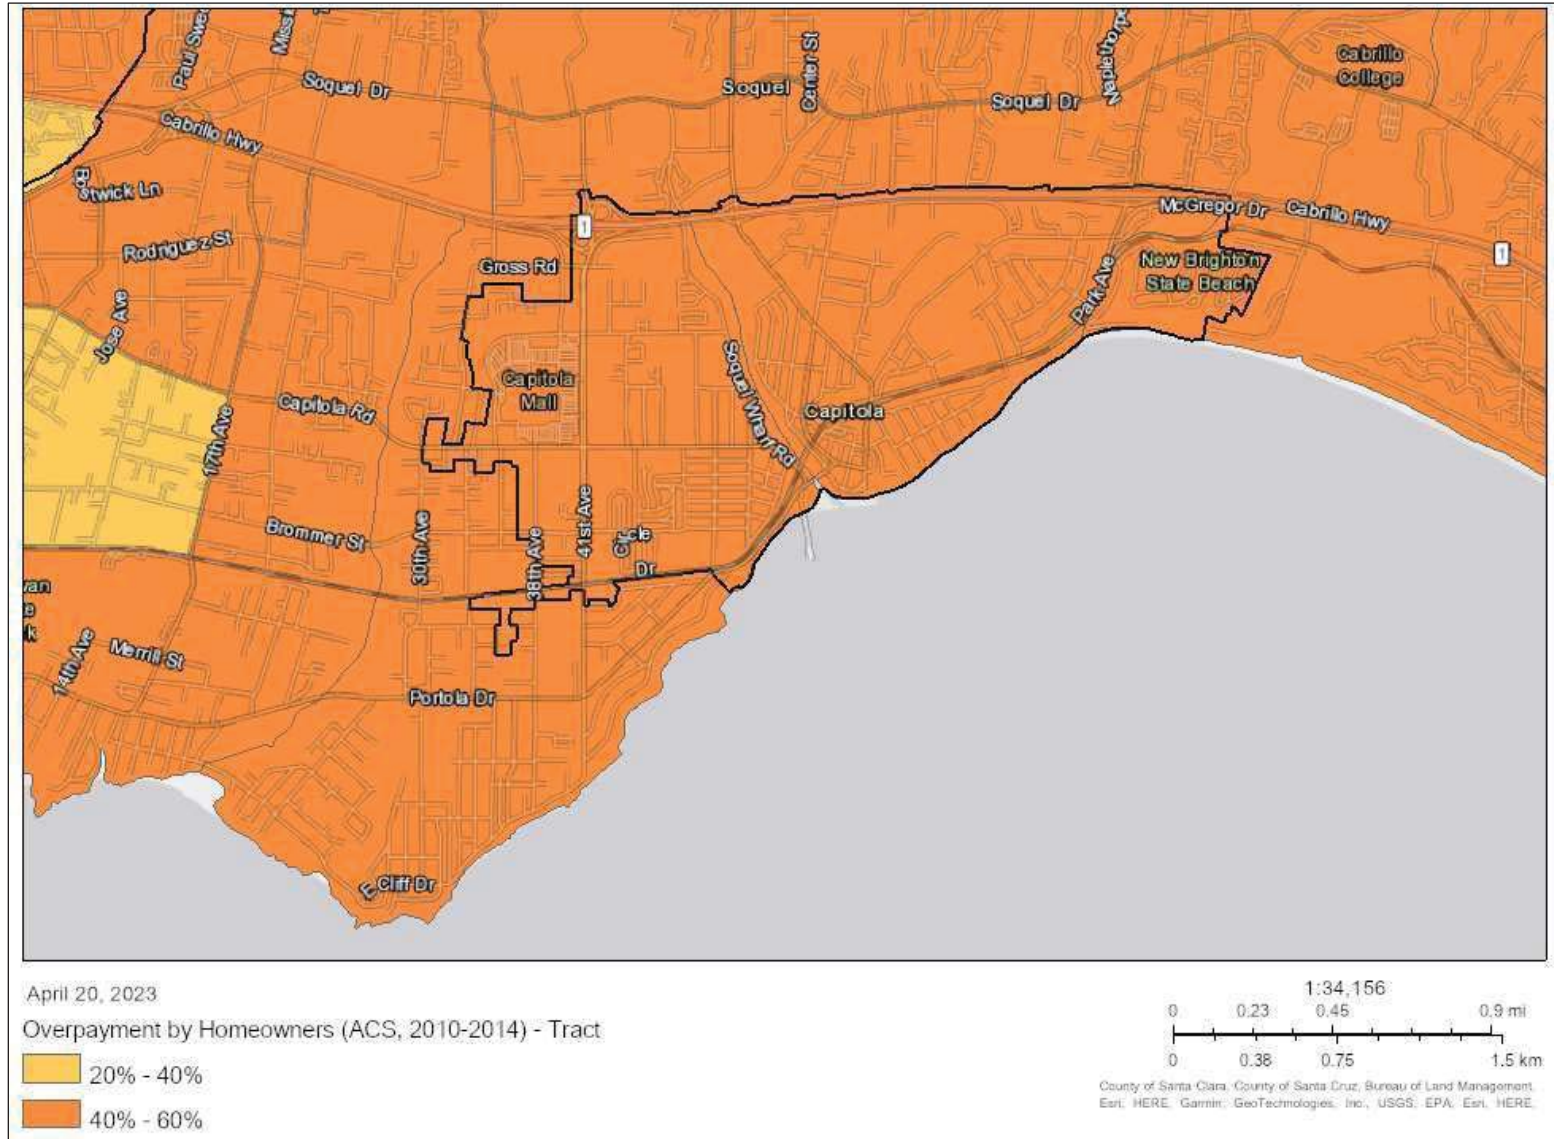 Paul Swe
Soquel Dr
Soquel
Center St
Soquel Dr
Cabrillo
College
Cabrillo Hwy
twick Ln
Rodriguez St
Gross Rd
1
McGregor Dr
Cabrillo Hwy
1
New Brighton
State Beach
Park Ave
Jose Ave
Capitola
Mall
Capitola Rd
17th Ave
Soquel Wharf Rd
Capitola
Brommer St
30th Ave
38th Ave
41st Ave
Dr
14th Ave
Merrill St
Portola Dr
E Cliff Dr
April 20, 2023
Overpayment by Homeowners (ACS, 2010-2014) - Tract
20% - 40%
40% - 60%
1:34,156
0 0.23 0.45 0.9 mi
0 0.38 0.75 1.5 km
County of Santa Clara, County of Santa Cruz, Bureau of Land Management,
Esri, HERE, Garmin, GeoTechnologies, Inc., USGS, EPA, Esri, HERE,